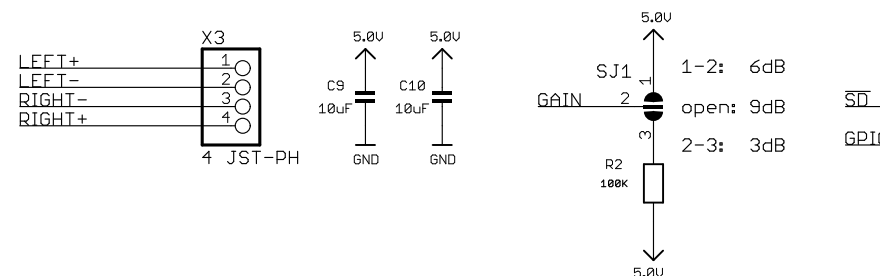 X3
LEFT+ 1
LEFT- 2
RIGHT- 3
RIGHT+ 4
4 JST-PH
5.0V 5.0V
C9 C10
10uF 10uF
GND GND
5.0V
SJ1 1 1-2: 6dB
GAIN 2 open: 9dB
3 2-3: 3dB
R2
100K
5.0V
SD